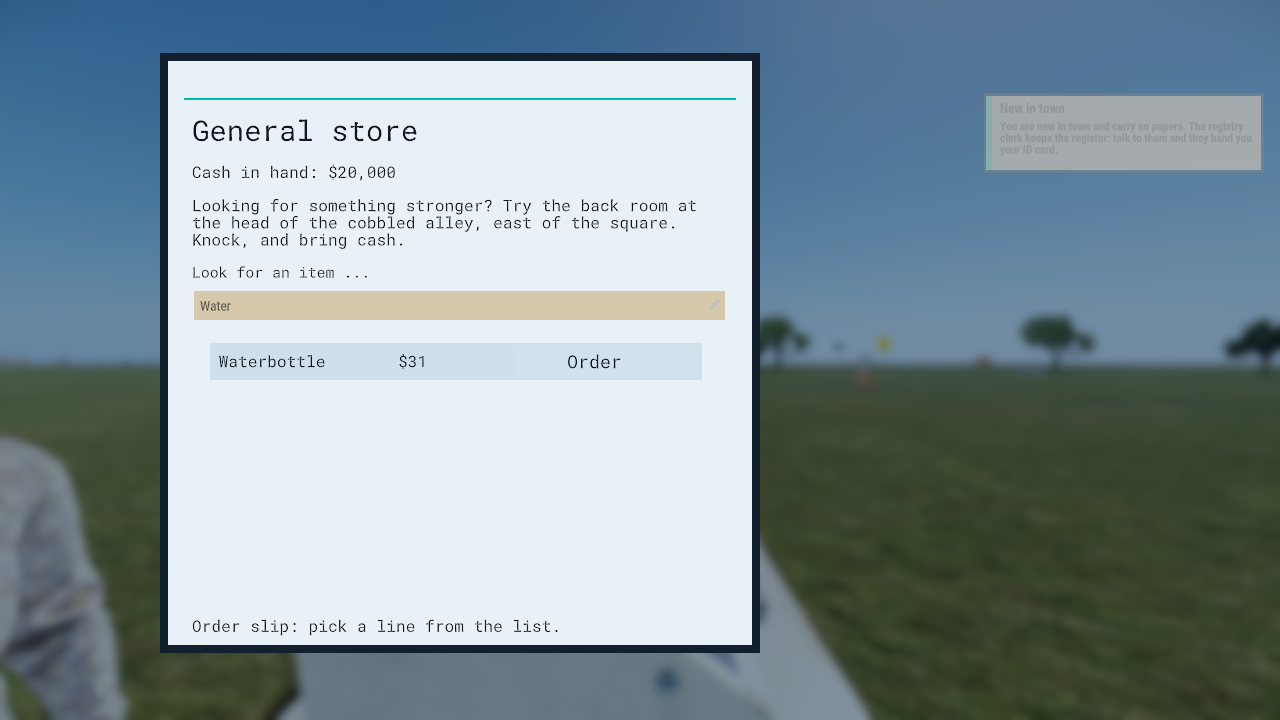 General store
Cash in hand: $20,000
Looking for something stronger? Try the back room at
the head of the cobbled alley, east of the square.
Knock, and bring cash.
Look for an item ...
Water
Waterbottle $31 Order
Order slip: pick a line from the list.
New in town
You are new in town and carry no papers. The registry
clerk keeps the register: talk to them and they hand you
your ID card.